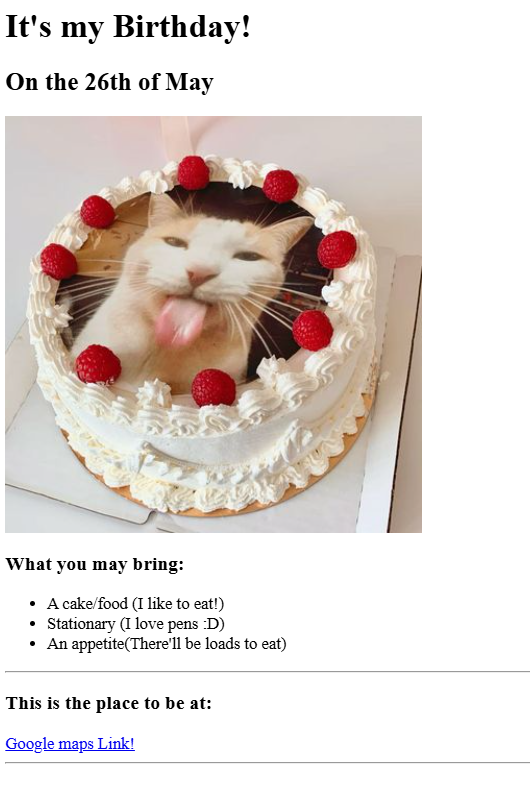 It's my Birthday!
On the 26th of May
What you may bring:
A cake/food (I like to eat!)
Stationary (I love pens :D)
An appetite(There'll be loads to eat)
This is the place to be at:
Google maps Link!